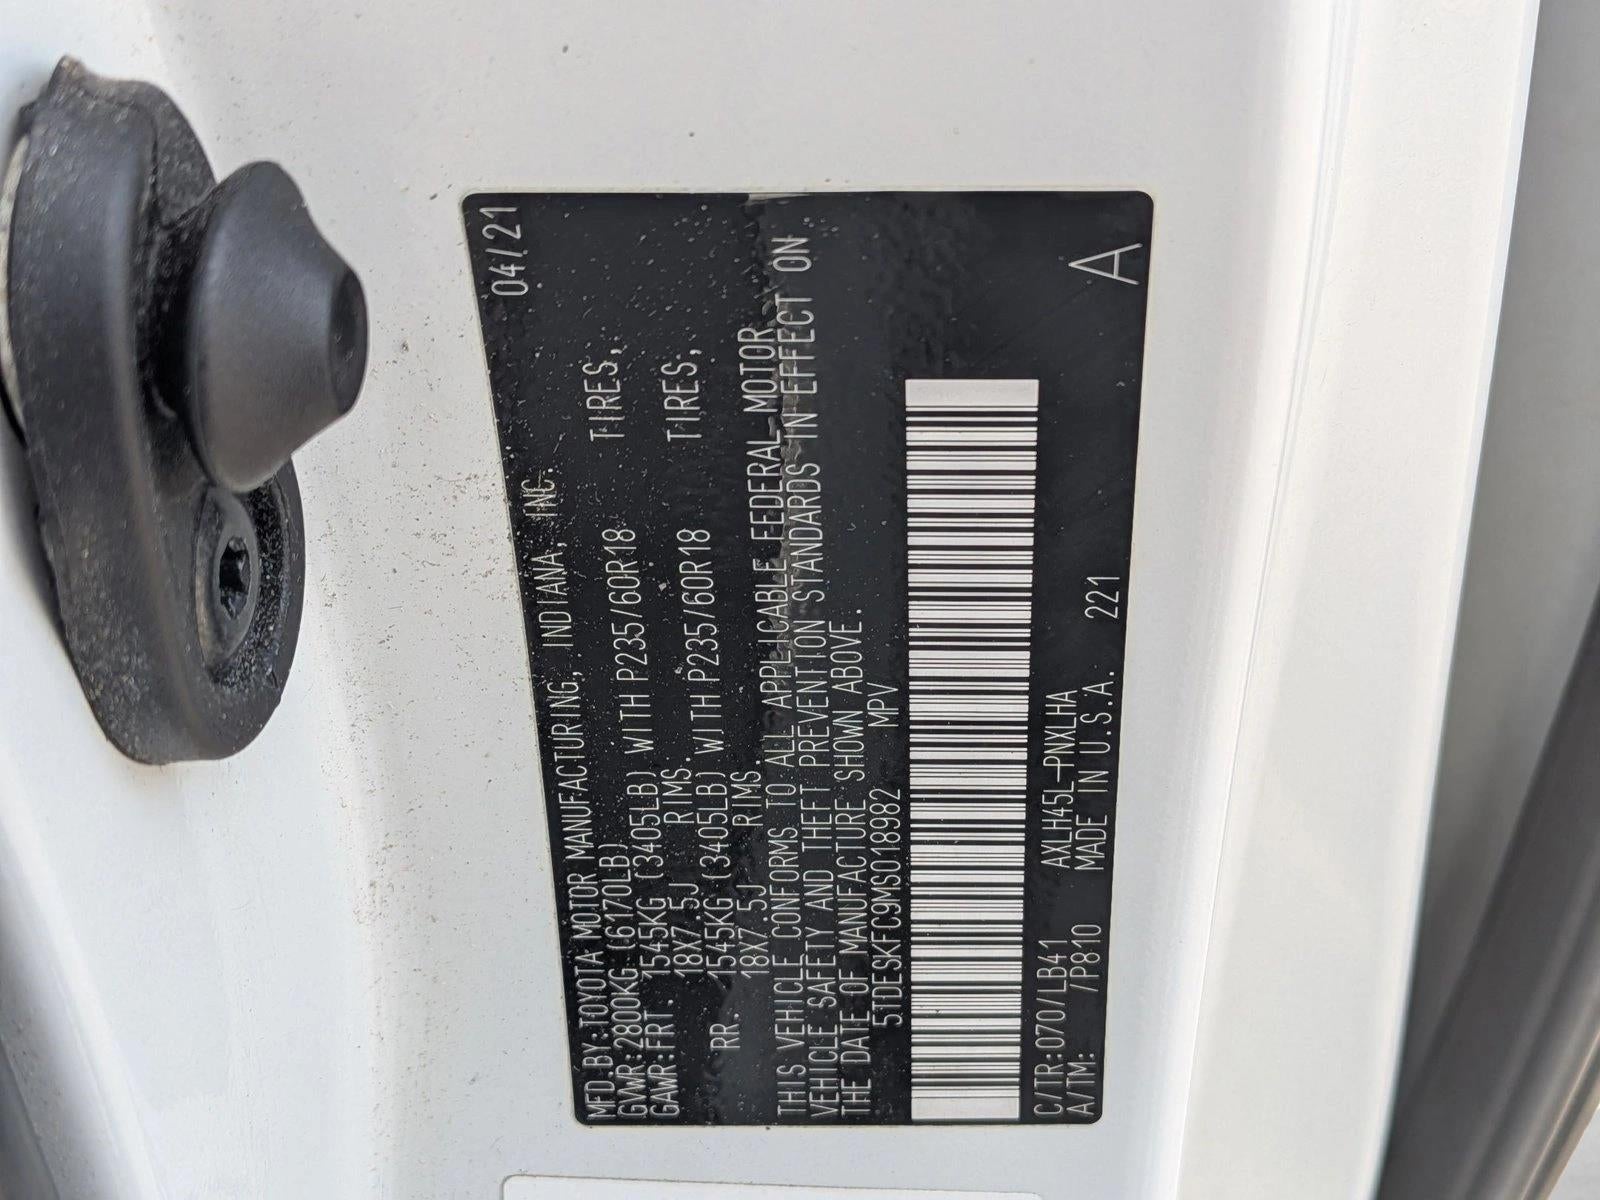 MFD.BY:TOYOTA MOTOR MANUFACTURING, INDIANA, INC. 04/21
GVWR:2800KG (6170LB)
GAWR:FRT. 1545KG (3405LB) WITH P235/60R18 TIRES,
18X7.5J RIMS.
RR. 1545KG (3405LB) WITH P235/60R18 TIRES,
18X7.5J RIMS.
THIS VEHICLE CONFORMS TO ALL APPLICABLE FEDERAL MOTOR
VEHICLE SAFETY AND THEFT PREVENTION STANDARDS IN EFFECT ON
THE DATE OF MANUFACTURE SHOWN ABOVE.
5TDESKFC9MS018982 MPV
C/TR:070/LB41 AXLH45L-PNXLHA
A/TM: /P810 MADE IN U.S.A. 221 A